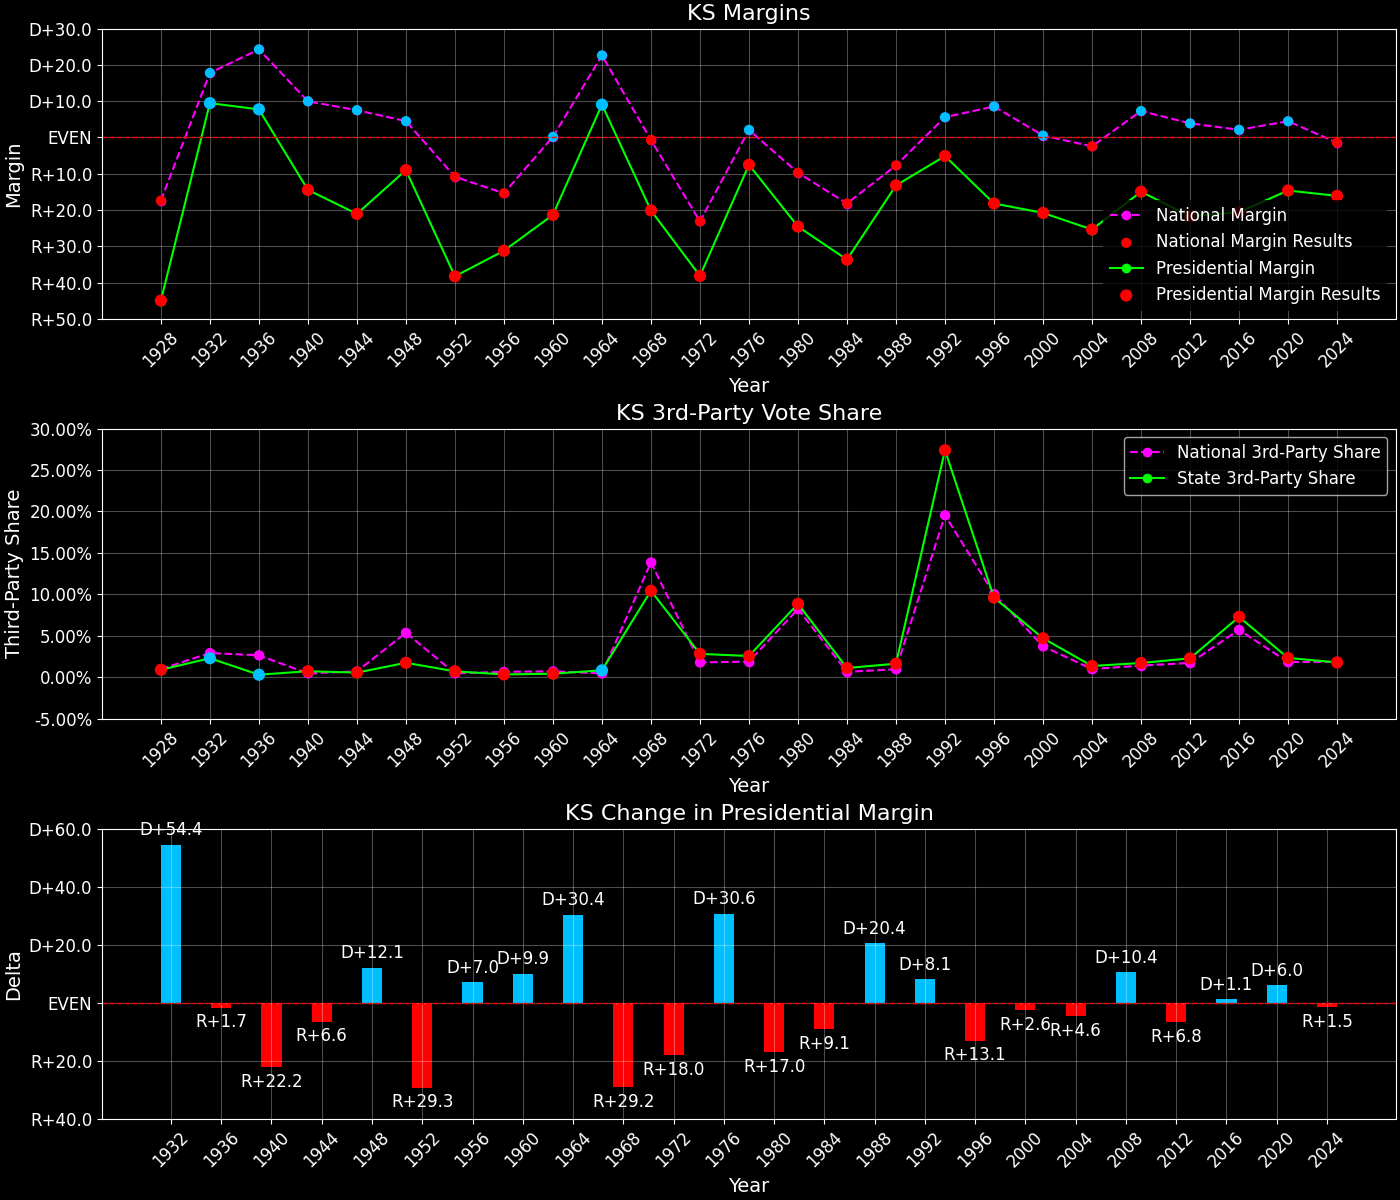 KS Margins
D+30.0
D+20.0
D+10.0
EVEN
R+10.0
R+20.0
R+30.0
R+40.0
R+50.0
Margin
National Margin
National Margin Results
Presidential Margin
Presidential Margin Results
1928 1932 1936 1940 1944 1948 1952 1956 1960 1964 1968 1972 1976 1980 1984 1988 1992 1996 2000 2004 2008 2012 2016 2020 2024
Year
KS 3rd-Party Vote Share
30.00%
25.00%
20.00%
15.00%
10.00%
5.00%
0.00%
-5.00%
Third-Party Share
National 3rd-Party Share
State 3rd-Party Share
1928 1932 1936 1940 1944 1948 1952 1956 1960 1964 1968 1972 1976 1980 1984 1988 1992 1996 2000 2004 2008 2012 2016 2020 2024
Year
KS Change in Presidential Margin
D+60.0
D+40.0
D+20.0
EVEN
R+20.0
R+40.0
Delta
D+54.4
R+1.7
R+22.2
R+6.6
D+12.1
R+29.3
D+7.0
D+9.9
D+30.4
R+29.2
R+18.0
D+30.6
R+17.0
R+9.1
D+20.4
D+8.1
R+13.1
R+2.6
R+4.6
D+10.4
R+6.8
D+1.1
D+6.0
R+1.5
1932 1936 1940 1944 1948 1952 1956 1960 1964 1968 1972 1976 1980 1984 1988 1992 1996 2000 2004 2008 2012 2016 2020 2024
Year